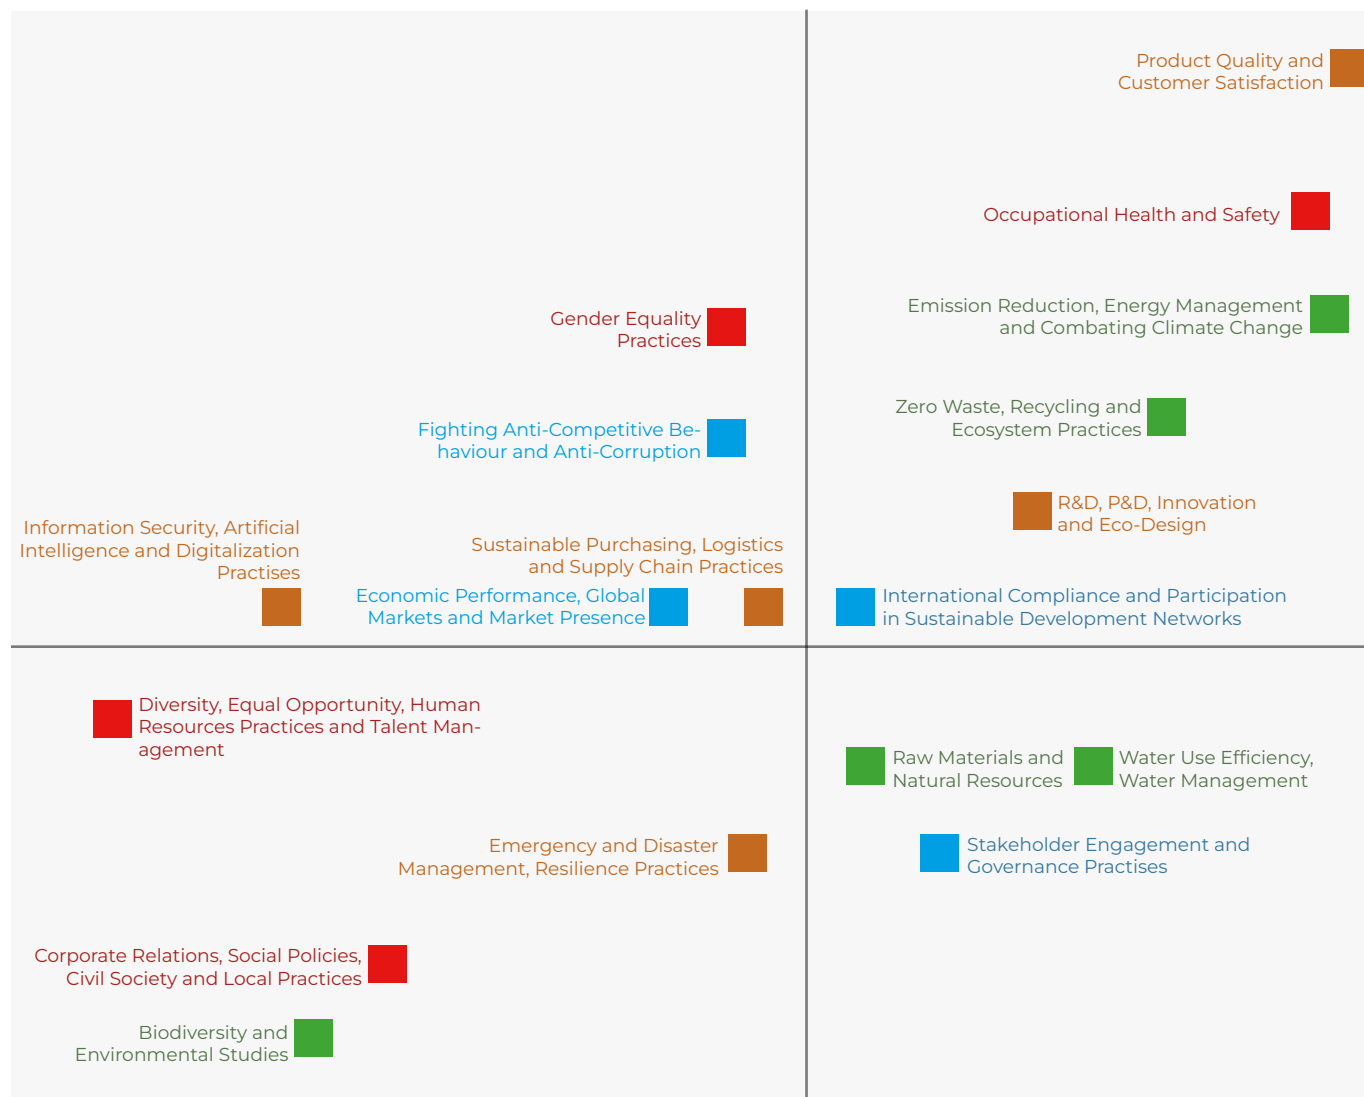 Product Quality and
Customer Satisfaction
Occupational Health and Safety
Emission Reduction, Energy Management
and Combating Climate Change
Gender Equality
Practices
Zero Waste, Recycling and
Ecosystem Practices
Fighting Anti-Competitive Be-
haviour and Anti-Corruption
R&D, P&D, Innovation
and Eco-Design
Information Security, Artificial
Intelligence and Digitalization
Practises
Sustainable Purchasing, Logistics
and Supply Chain Practices
Economic Performance, Global
Markets and Market Presence
International Compliance and Participation
in Sustainable Development Networks
Diversity, Equal Opportunity, Human
Resources Practices and Talent Man-
agement
Raw Materials and
Natural Resources
Water Use Efficiency,
Water Management
Emergency and Disaster
Management, Resilience Practices
Stakeholder Engagement and
Governance Practises
Corporate Relations, Social Policies,
Civil Society and Local Practices
Biodiversity and
Environmental Studies